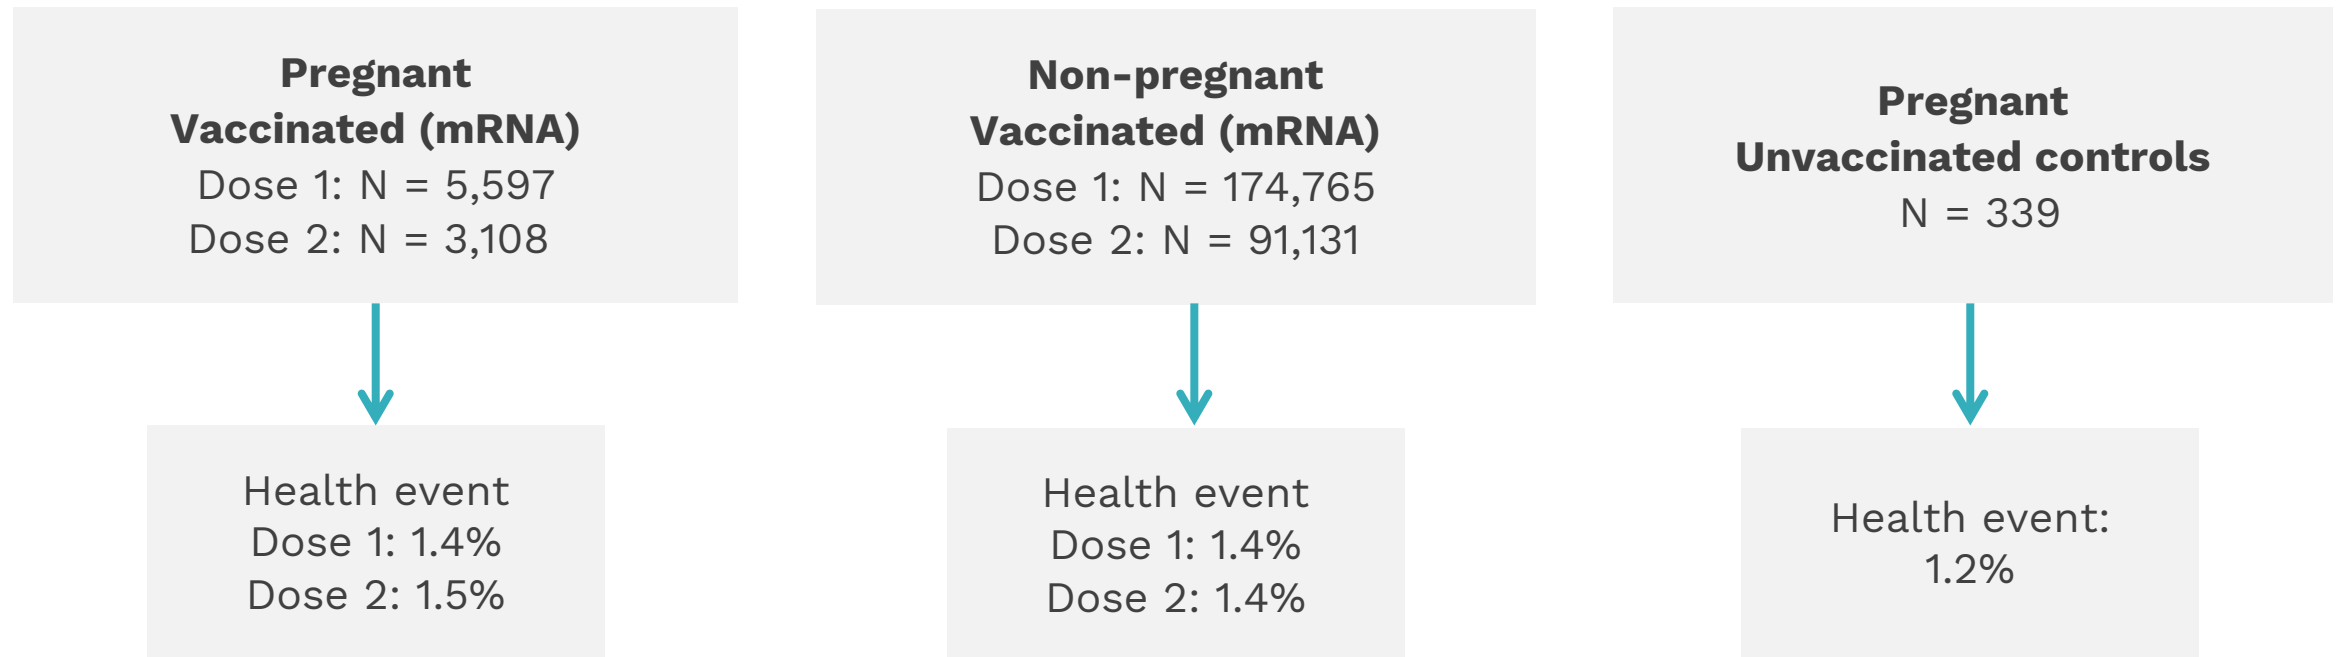 Pregnant
Vaccinated (mRNA)
Dose 1: N = 5,597
Dose 2: N = 3,108
Health event
Dose 1: 1.4%
Dose 2: 1.5%
Non-pregnant
Vaccinated (mRNA)
Dose 1: N = 174,765
Dose 2: N = 91,131
Health event
Dose 1: 1.4%
Dose 2: 1.4%
Pregnant
Unvaccinated controls
N = 339
Health event:
1.2%